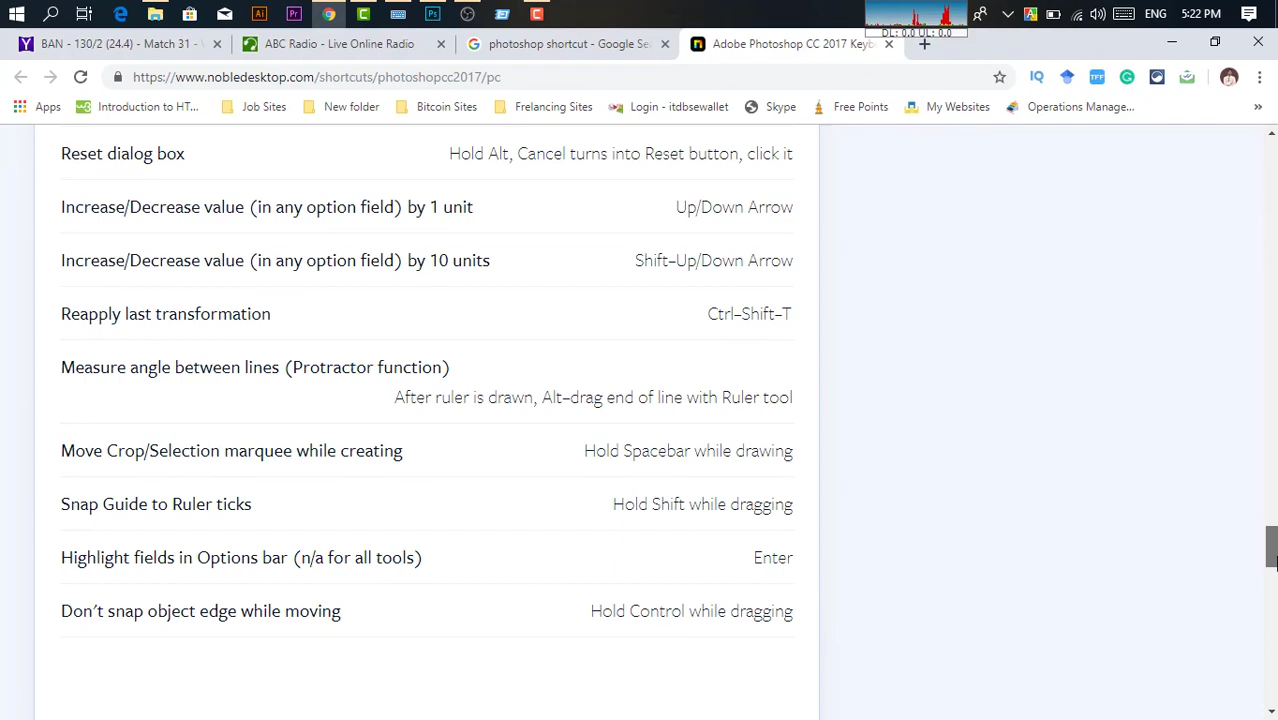 ENG 5:22 PM
DL: 0.0 UL: 0.0
BAN - 130/2 (24.4) - Match 31 -
ABC Radio - Live Online Radio
photoshop shortcut - Google Se
Adobe Photoshop CC 2017 Keyb
https://www.nobledesktop.com/shortcuts/photoshopcc2017/pc
Apps
Introduction to HT...
Job Sites
New folder
Bitcoin Sites
Frelancing Sites
Login - itdbsewallet
Skype
Free Points
My Websites
Operations Manage...
Reset dialog box Hold Alt, Cancel turns into Reset button, click it
Increase/Decrease value (in any option field) by 1 unit Up/Down Arrow
Increase/Decrease value (in any option field) by 10 units Shift–Up/Down Arrow
Reapply last transformation Ctrl–Shift–T
Measure angle between lines (Protractor function)
After ruler is drawn, Alt–drag end of line with Ruler tool
Move Crop/Selection marquee while creating Hold Spacebar while drawing
Snap Guide to Ruler ticks Hold Shift while dragging
Highlight fields in Options bar (n/a for all tools) Enter
Don't snap object edge while moving Hold Control while dragging